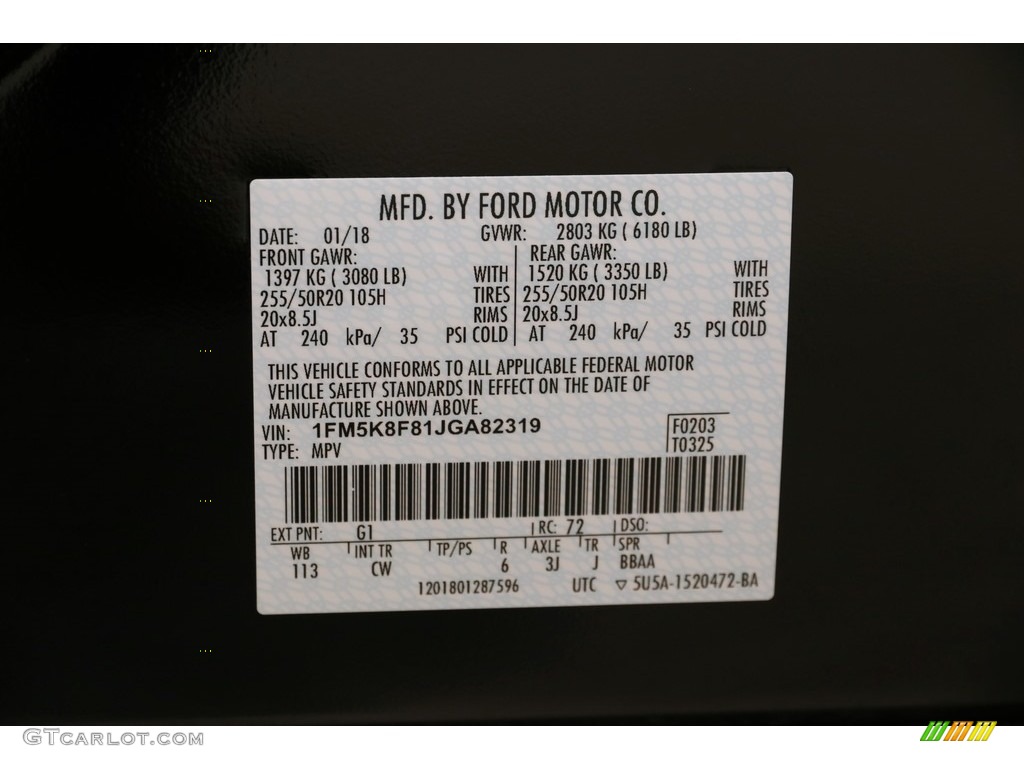 MFD. BY FORD MOTOR CO.
DATE: 01/18 GVWR: 2803 KG ( 6180 LB)
FRONT GAWR: REAR GAWR:
1397 KG ( 3080 LB) WITH 1520 KG ( 3350 LB) WITH
255/50R20 105H TIRES 255/50R20 105H TIRES
20x8.5J RIMS 20x8.5J RIMS
AT 240 kPa/ 35 PSI COLD AT 240 kPa/ 35 PSI COLD
THIS VEHICLE CONFORMS TO ALL APPLICABLE FEDERAL MOTOR
VEHICLE SAFETY STANDARDS IN EFFECT ON THE DATE OF
MANUFACTURE SHOWN ABOVE.
VIN: 1FM5K8F81JGA82319 F0203
TYPE: MPV T0325
EXT PNT: G1 RC: 72 DSO:
WB INT TR TP/PS R AXLE TR SPR
113 CW 6 3J J BBAA
1201801287596 UTC ▽ 5U5A-1520472-BA
GTCarlot.com